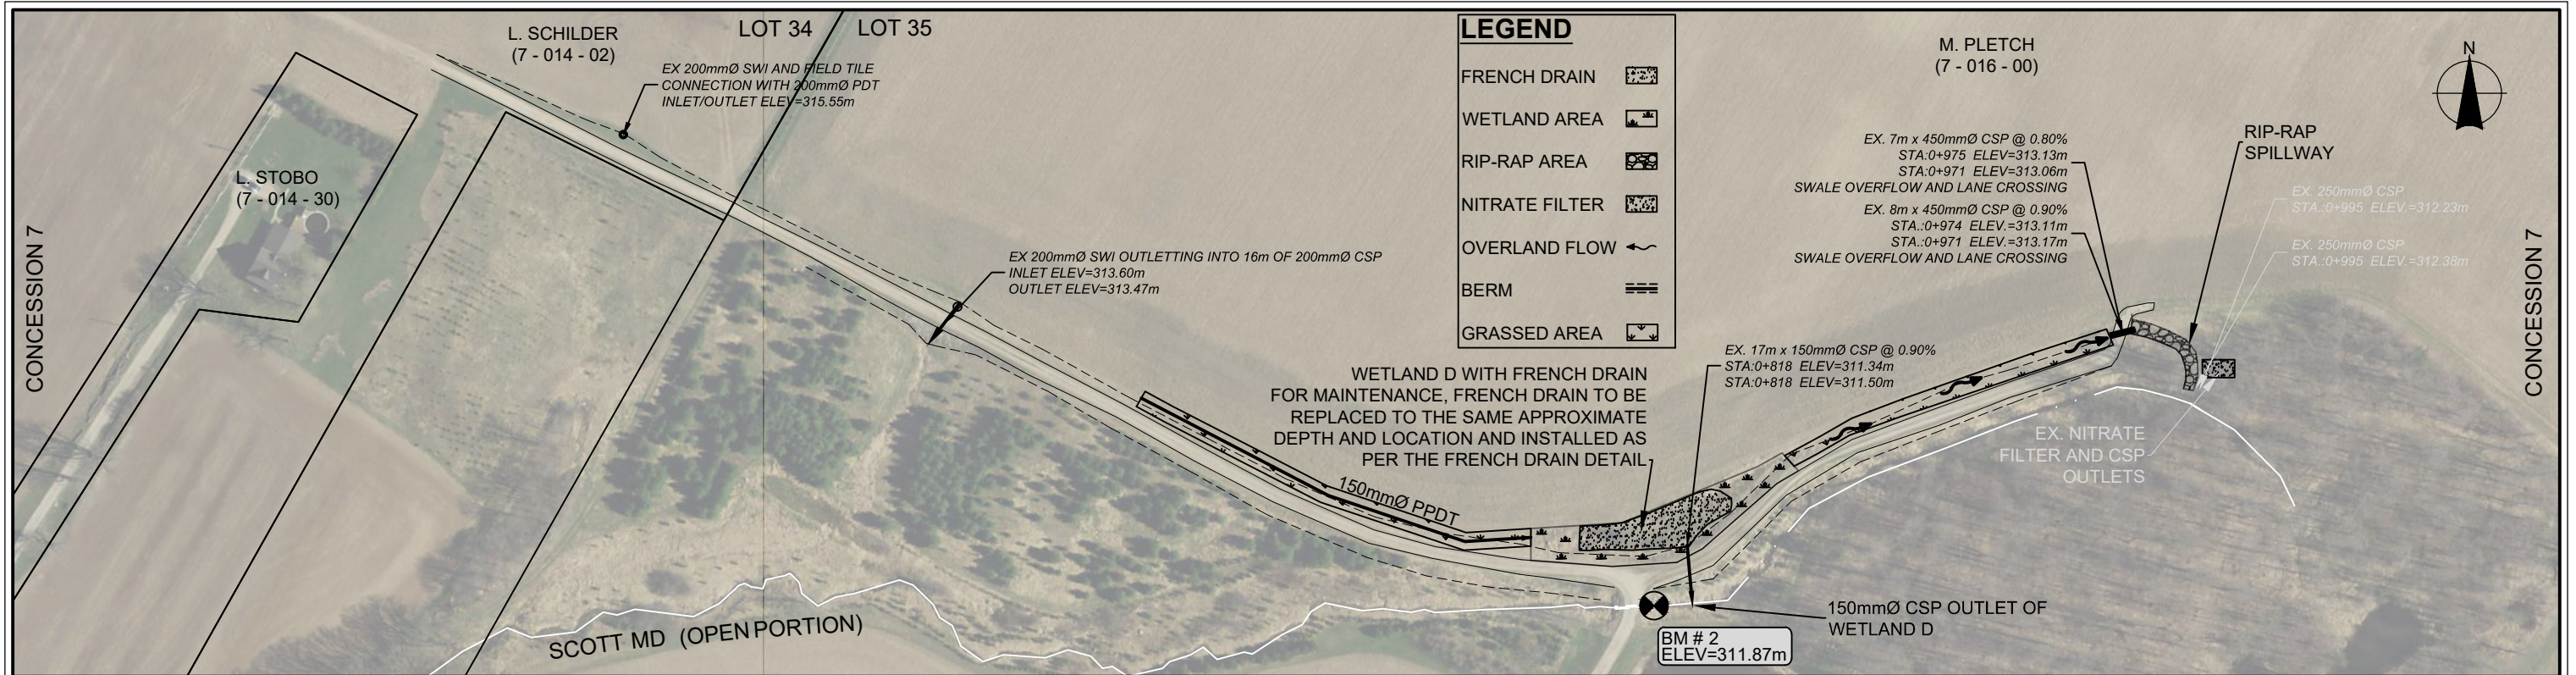 LOT 34
LOT 35
L. SCHILDER
(7 - 014 - 02)
EX 200mmØ SWI AND FIELD TILE
CONNECTION WITH 200mmØ PDT
INLET/OUTLET ELEV=315.55m
L. STOBO
(7 - 014 - 30)
CONCESSION 7
EX 200mmØ SWI OUTLETTING INTO 16m OF 200mmØ CSP
INLET ELEV=313.60m
OUTLET ELEV=313.47m
LEGEND
FRENCH DRAIN
WETLAND AREA
RIP-RAP AREA
NITRATE FILTER
OVERLAND FLOW
BERM
GRASSED AREA
M. PLETCH
(7 - 016 - 00)
N
EX. 7m x 450mmØ CSP @ 0.80%
STA:0+975 ELEV=313.13m
STA:0+971 ELEV=313.06m
SWALE OVERFLOW AND LANE CROSSING
EX. 8m x 450mmØ CSP @ 0.90%
STA.:0+974 ELEV.=313.11m
STA.:0+971 ELEV.=313.17m
SWALE OVERFLOW AND LANE CROSSING
RIP-RAP
SPILLWAY
EX. 250mmØ CSP
STA.:0+995 ELEV.=312.23m
EX. 250mmØ CSP
STA.:0+995 ELEV.=312.38m
CONCESSION 7
EX. 17m x 150mmØ CSP @ 0.90%
STA:0+818 ELEV=311.34m
STA:0+818 ELEV=311.50m
WETLAND D WITH FRENCH DRAIN
FOR MAINTENANCE, FRENCH DRAIN TO BE
REPLACED TO THE SAME APPROXIMATE
DEPTH AND LOCATION AND INSTALLED AS
PER THE FRENCH DRAIN DETAIL
150mmØ PPDT
EX. NITRATE
FILTER AND CSP
OUTLETS
150mmØ CSP OUTLET OF
WETLAND D
SCOTT MD (OPEN PORTION)
BM # 2
ELEV=311.87m